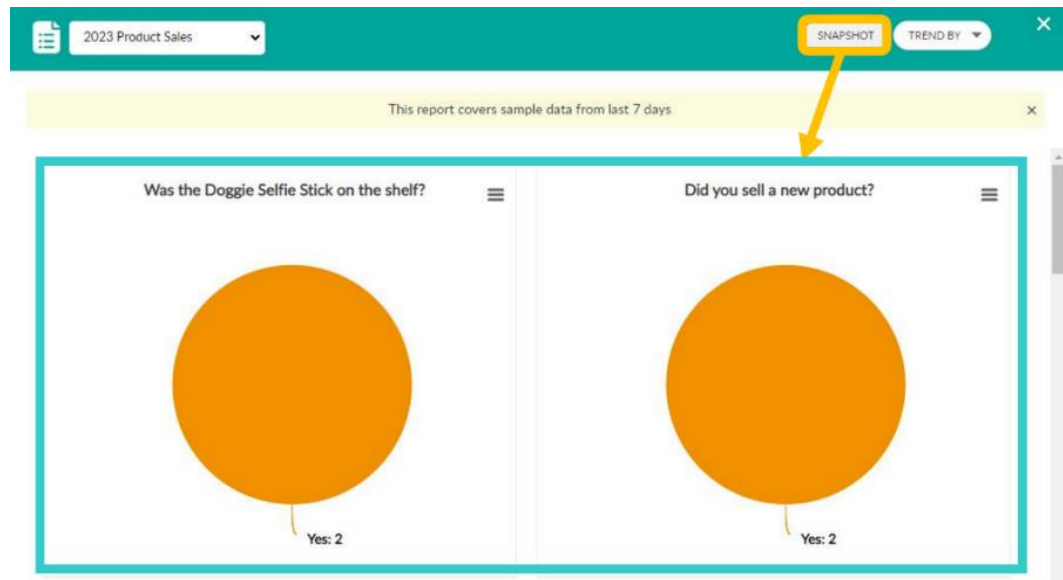 2023 Product Sales
SNAPSHOT
TREND BY
This report covers sample data from last 7 days
Was the Doggie Selfie Stick on the shelf?
Did you sell a new product?
Yes: 2
Yes: 2